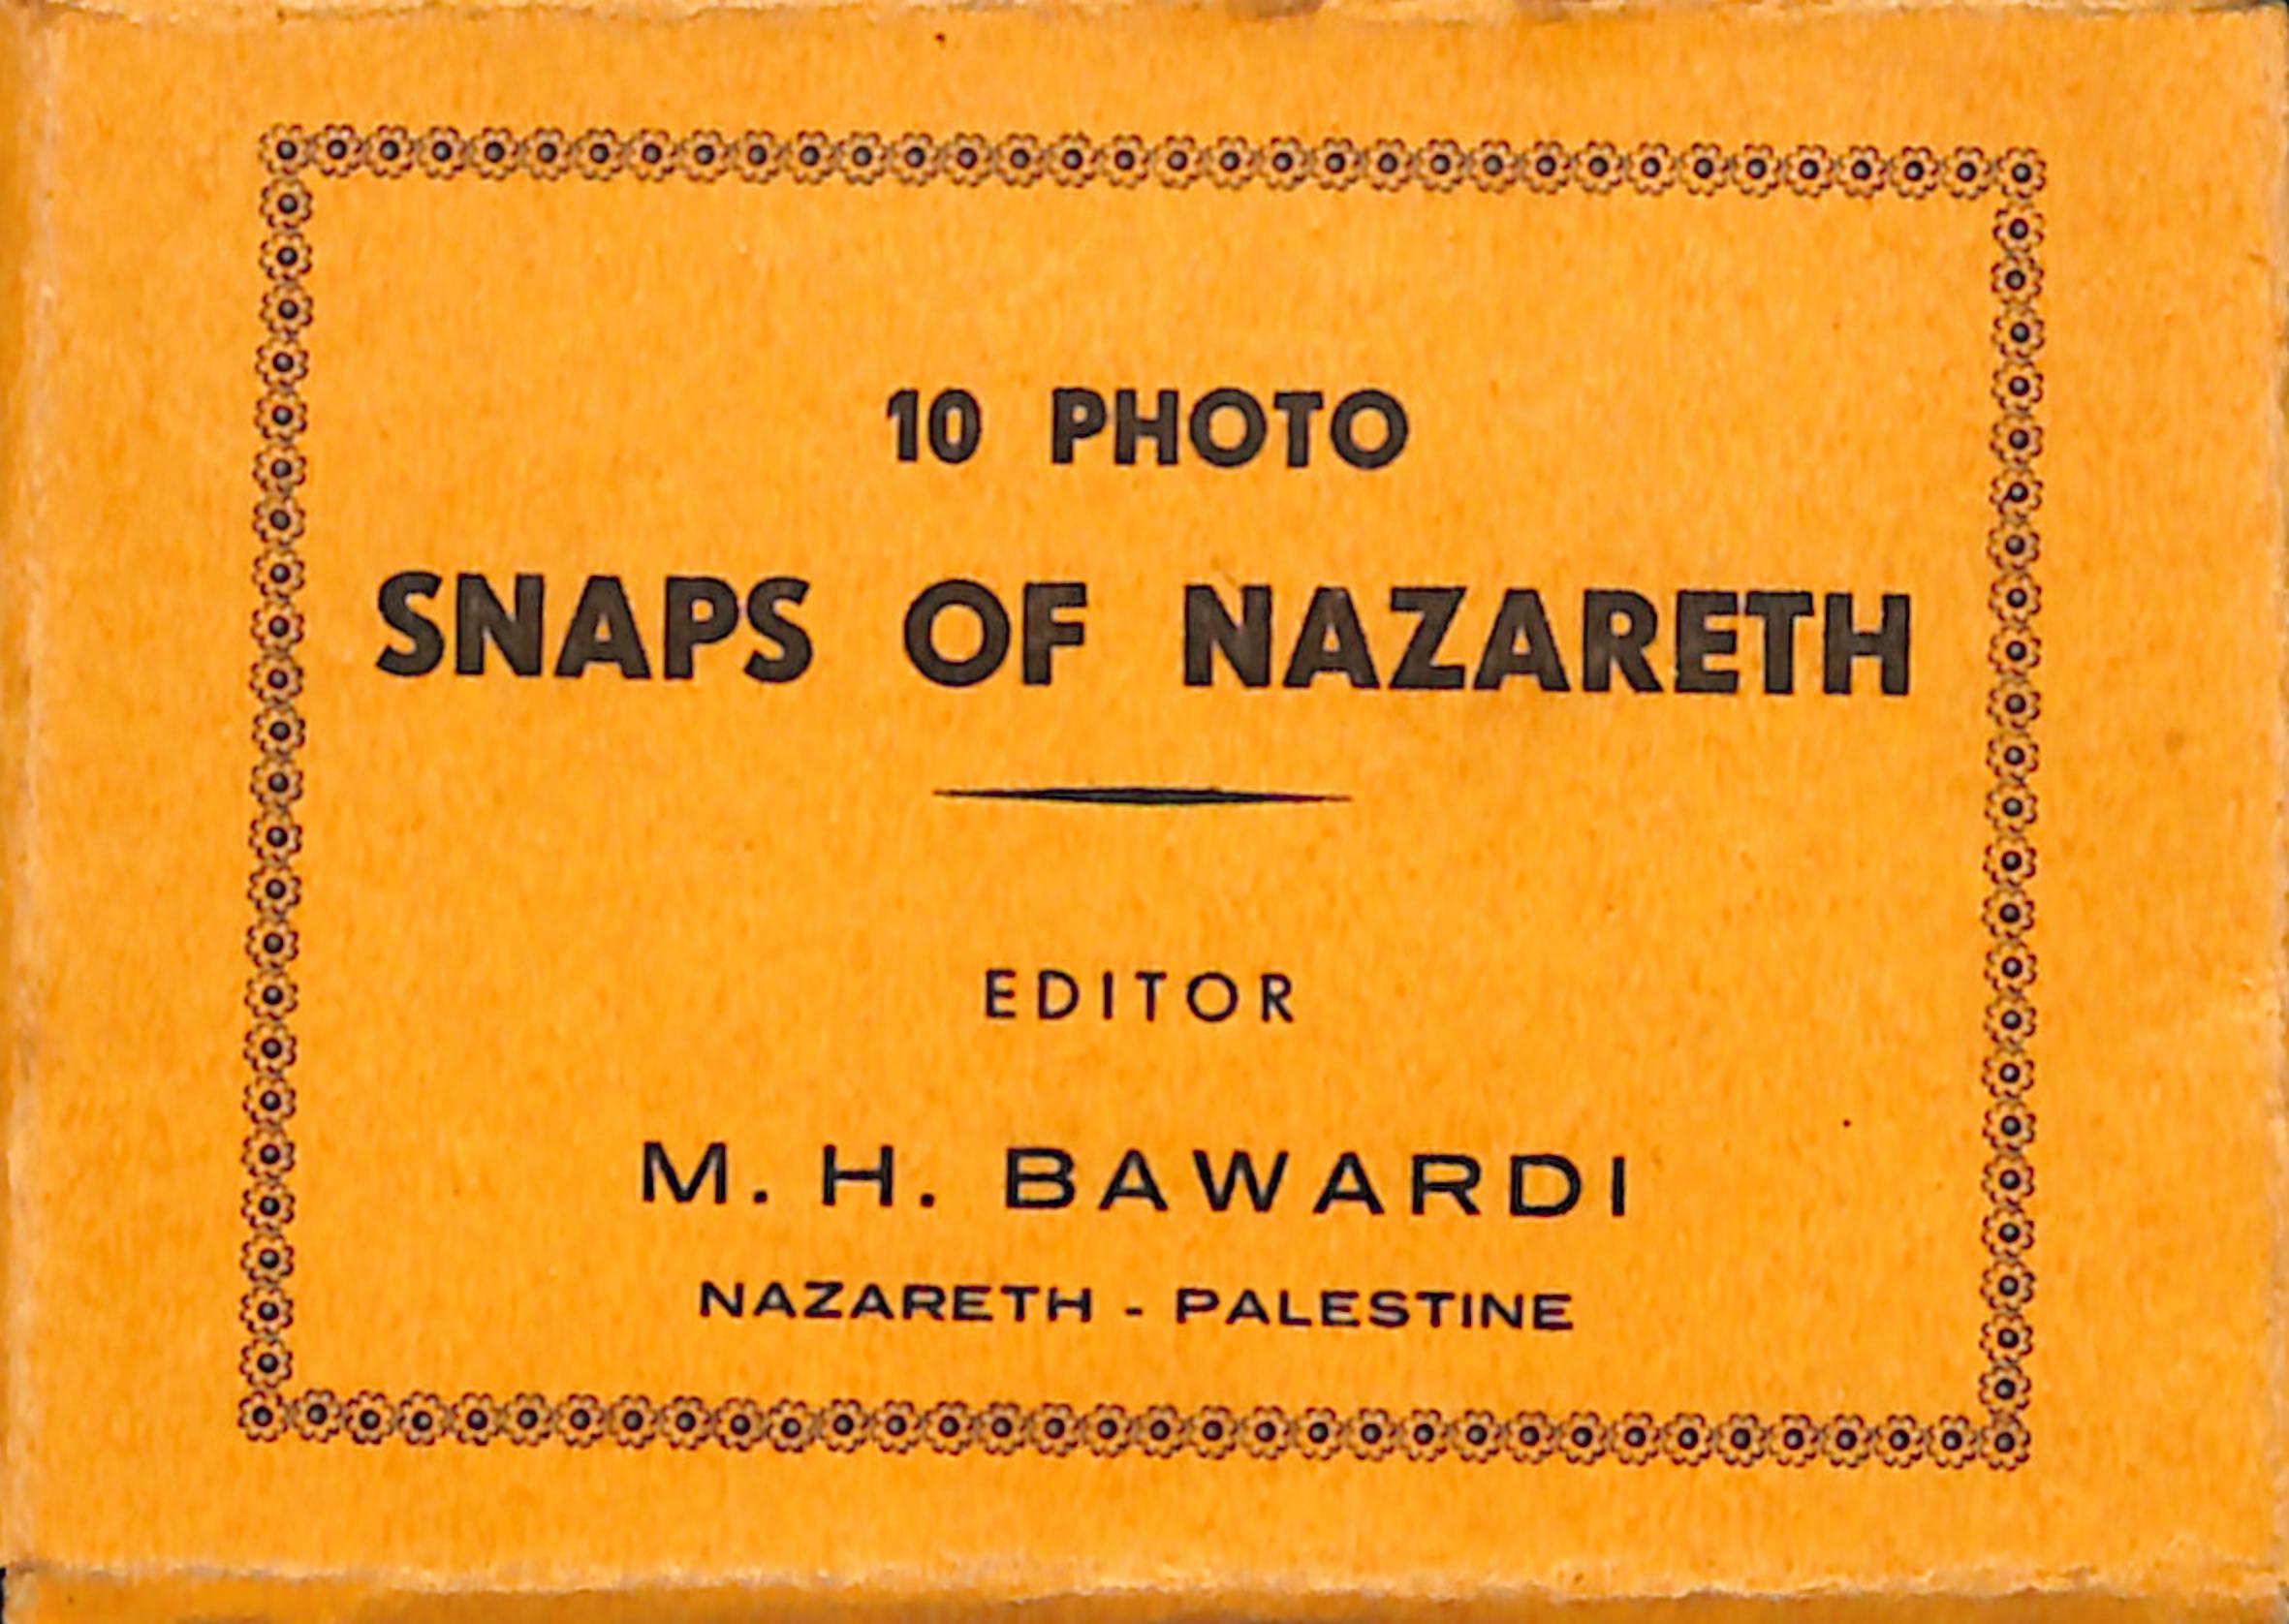 10 PHOTO
SNAPS OF NAZARETH
EDITOR
M. H. BAWARDI
NAZARETH - PALESTINE